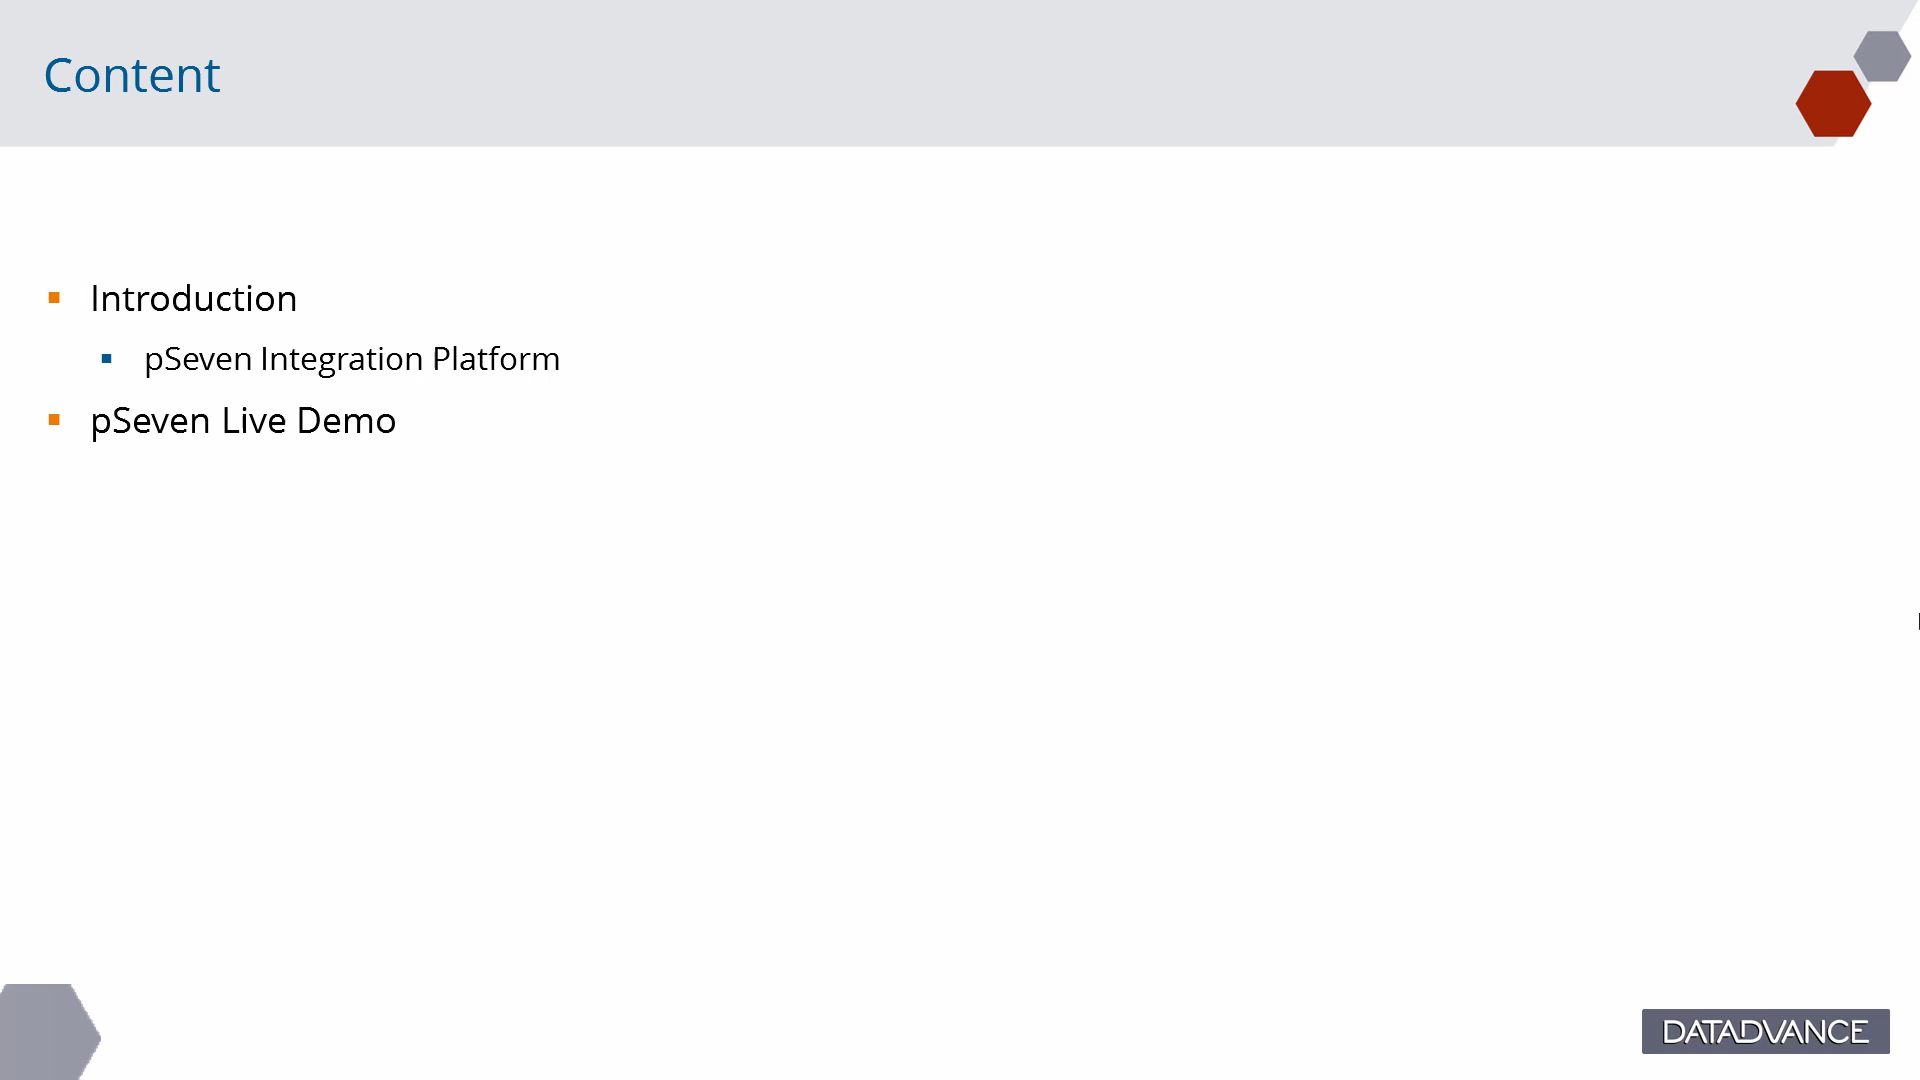 Content
Introduction
pSeven Integration Platform
pSeven Live Demo
DATADVANCE